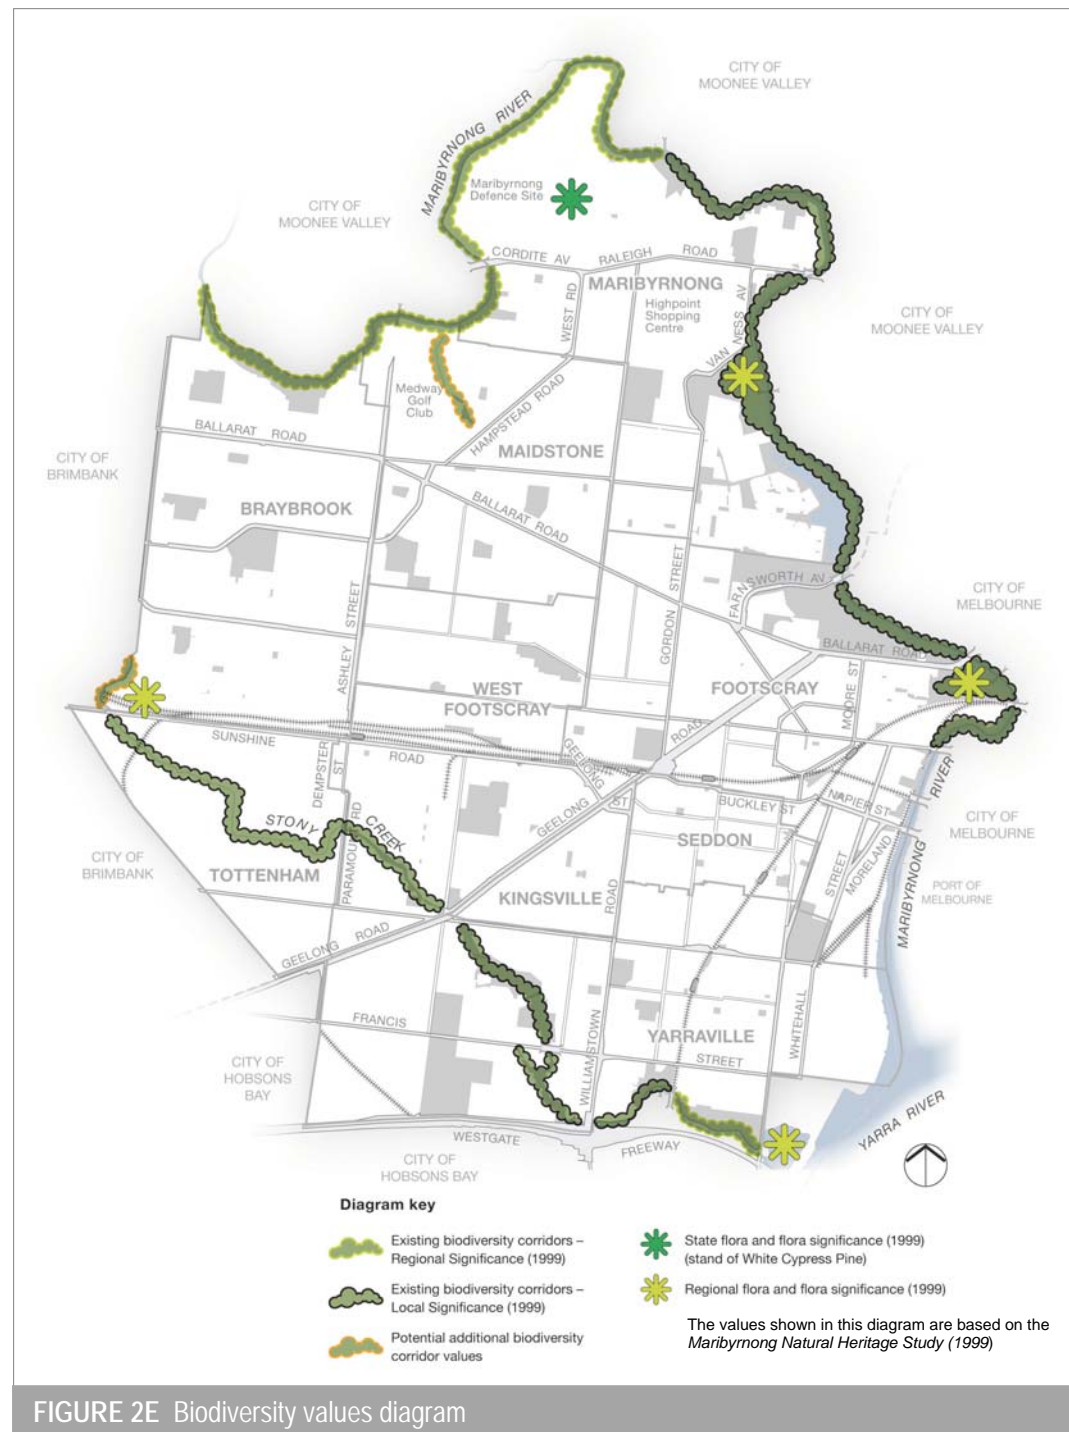 CITY OF
MOONEE VALLEY
MARIBYRNONG RIVER
Maribyrnong
Defence Site
CITY OF
MOONEE VALLEY
CORDITE AV
RALEIGH
ROAD
MARIBYRNONG
Highpoint
Shopping
Centre
WEST RD
VAN NESS AV
CITY OF
MOONEE VALLEY
Medway
Golf
Club
HAMPSTEAD ROAD
BALLARAT ROAD
MAIDSTONE
CITY OF
BRIMBANK
BRAYBROOK
BALLARAT ROAD
ASHLEY STREET
GORDON STREET
FARNSWORTH AV
CITY OF
MELBOURNE
BALLARAT ROAD
MOORE ST
WEST
FOOTSCRAY
FOOTSCRAY
SUNSHINE ROAD
DEMPSTER ST
GEELONG ST
GEELONG ROAD
BUCKLEY ST
NAPIER ST
MARIBYRNONG RIVER
CITY OF
MELBOURNE
STONY CREEK
PARAMOUNT RD
SEDDON
MORELAND
STREET
CITY OF
BRIMBANK
TOTTENHAM
KINGSVILLE
PORT OF
MELBOURNE
GEELONG ROAD
WILLIAMSTOWN ROAD
FRANCIS STREET
YARRAVILLE
WHITEHALL
CITY OF
HOBSONS
BAY
YARRA RIVER
WESTGATE FREEWAY
CITY OF
HOBSONS BAY
Diagram key
Existing biodiversity corridors –
Regional Significance (1999)
Existing biodiversity corridors –
Local Significance (1999)
Potential additional biodiversity
corridor values
State flora and flora significance (1999)
(stand of White Cypress Pine)
Regional flora and flora significance (1999)
The values shown in this diagram are based on the
Maribyrnong Natural Heritage Study (1999)
FIGURE 2E Biodiversity values diagram